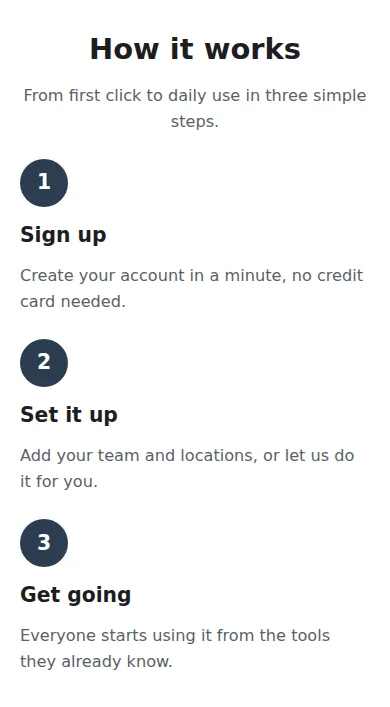 How it works
From first click to daily use in three simple
steps.
1
Sign up
Create your account in a minute, no credit
card needed.
2
Set it up
Add your team and locations, or let us do
it for you.
3
Get going
Everyone starts using it from the tools
they already know.